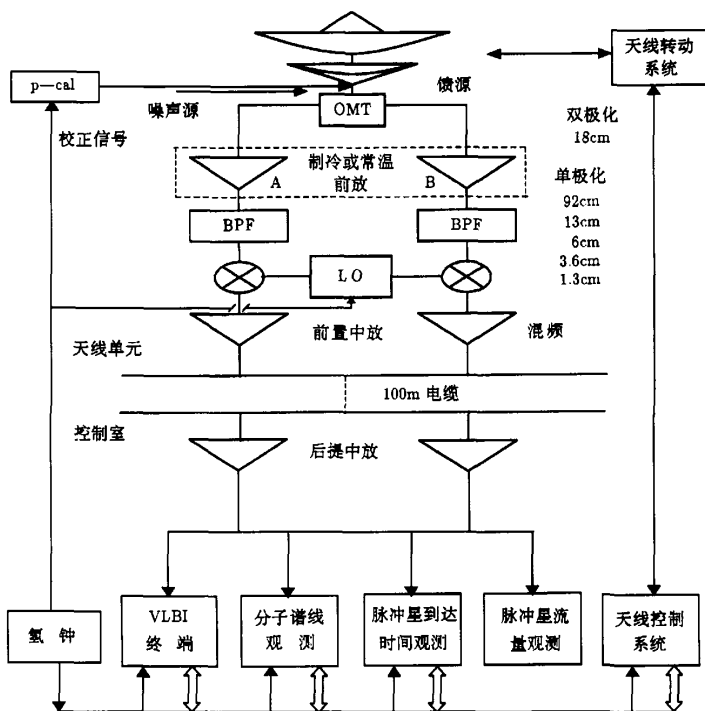 天线转动
系统
p—cal
噪声源
馈源
OMT
校正信号
双极化
18cm
制冷或常温
前放
A
B
单极化
92cm
13cm
6cm
3.6cm
1.3cm
BPF
BPF
LO
天线单元
前置中放
混频
100m 电缆
控制室
后提中放
氢 钟
VLBI
终 端
分子谱线
观 测
脉冲星到达
时间观测
脉冲星流
量观测
天线控制
系统